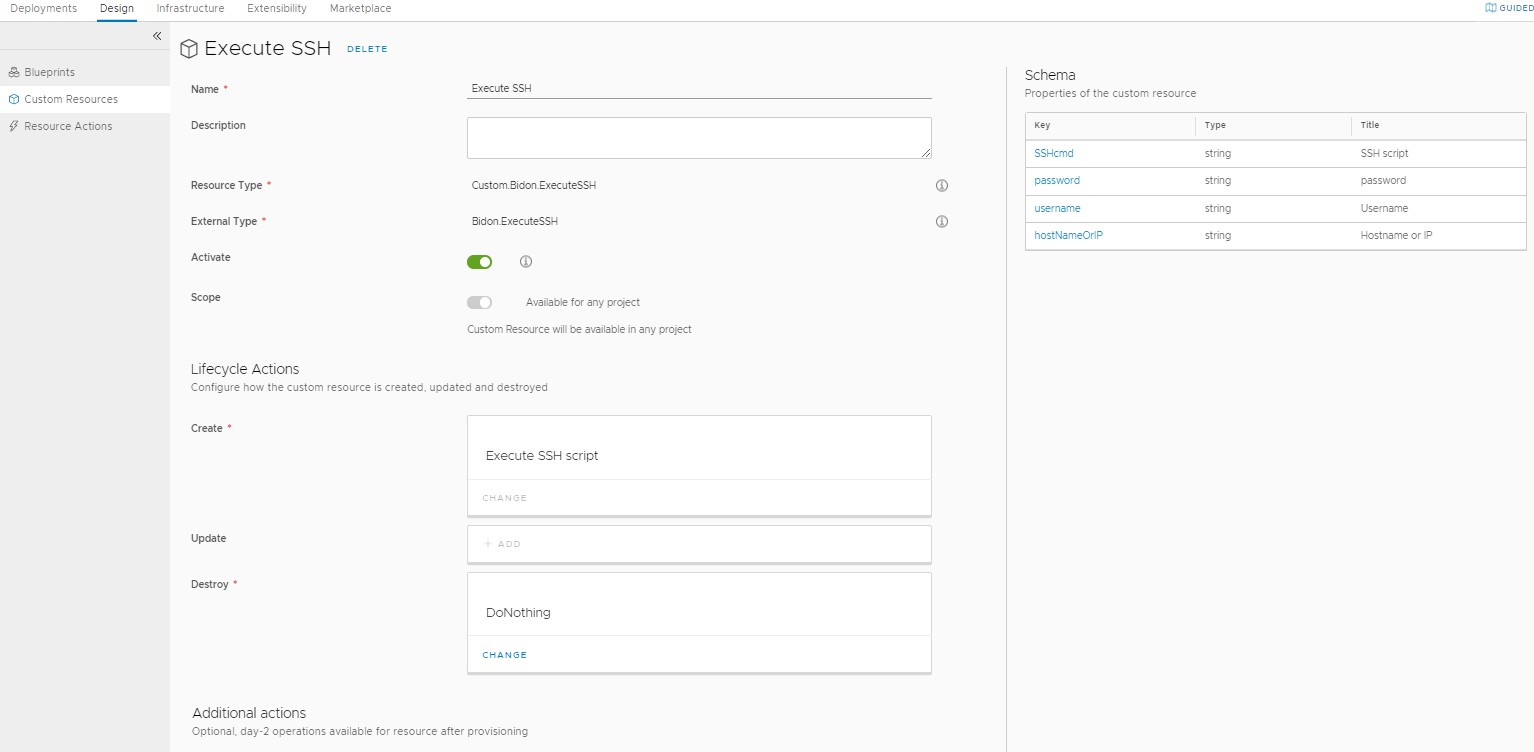 Deployments Design Infrastructure Extensibility Marketplace GUIDED
Blueprints
Custom Resources
Resource Actions
Execute SSH DELETE
Name * Execute SSH
Description
Resource Type * Custom.Bidon.ExecuteSSH
External Type * Bidon.ExecuteSSH
Activate
Scope Available for any project
Custom Resource will be available in any project
Lifecycle Actions
Configure how the custom resource is created, updated and destroyed
Create * Execute SSH script
CHANGE
Update + ADD
Destroy * DoNothing
CHANGE
Additional actions
Optional, day-2 operations available for resource after provisioning
Schema
Properties of the custom resource
Key Type Title
SSHcmd string SSH script
password string password
username string Username
hostNameOrIP string Hostname or IP